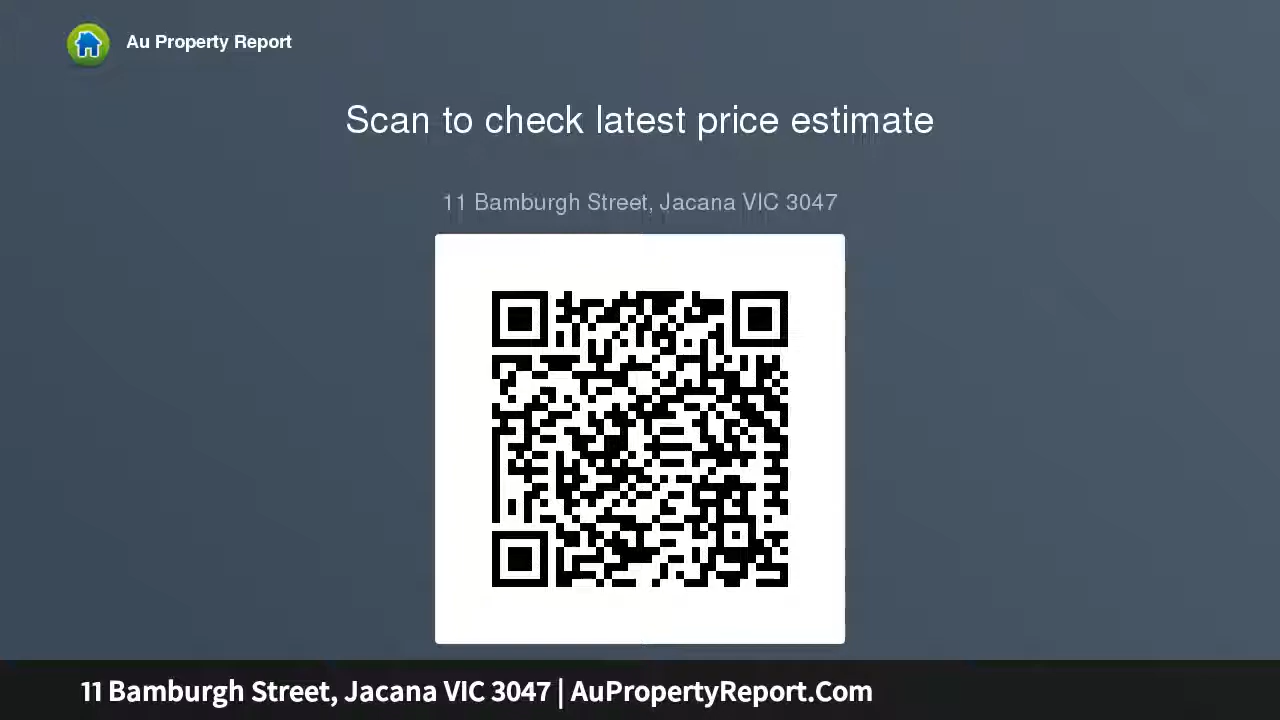 Au Property Report
Scan to check latest price estimate
11 Bamburgh Street, Jacana VIC 3047
11 Bamburgh Street, Jacana VIC 3047 | AuPropertyReport.Com